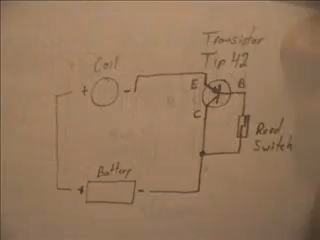 Transistor
Tip 42
Coil
+ -
E B
C
Reed
Switch
Battery
+ -